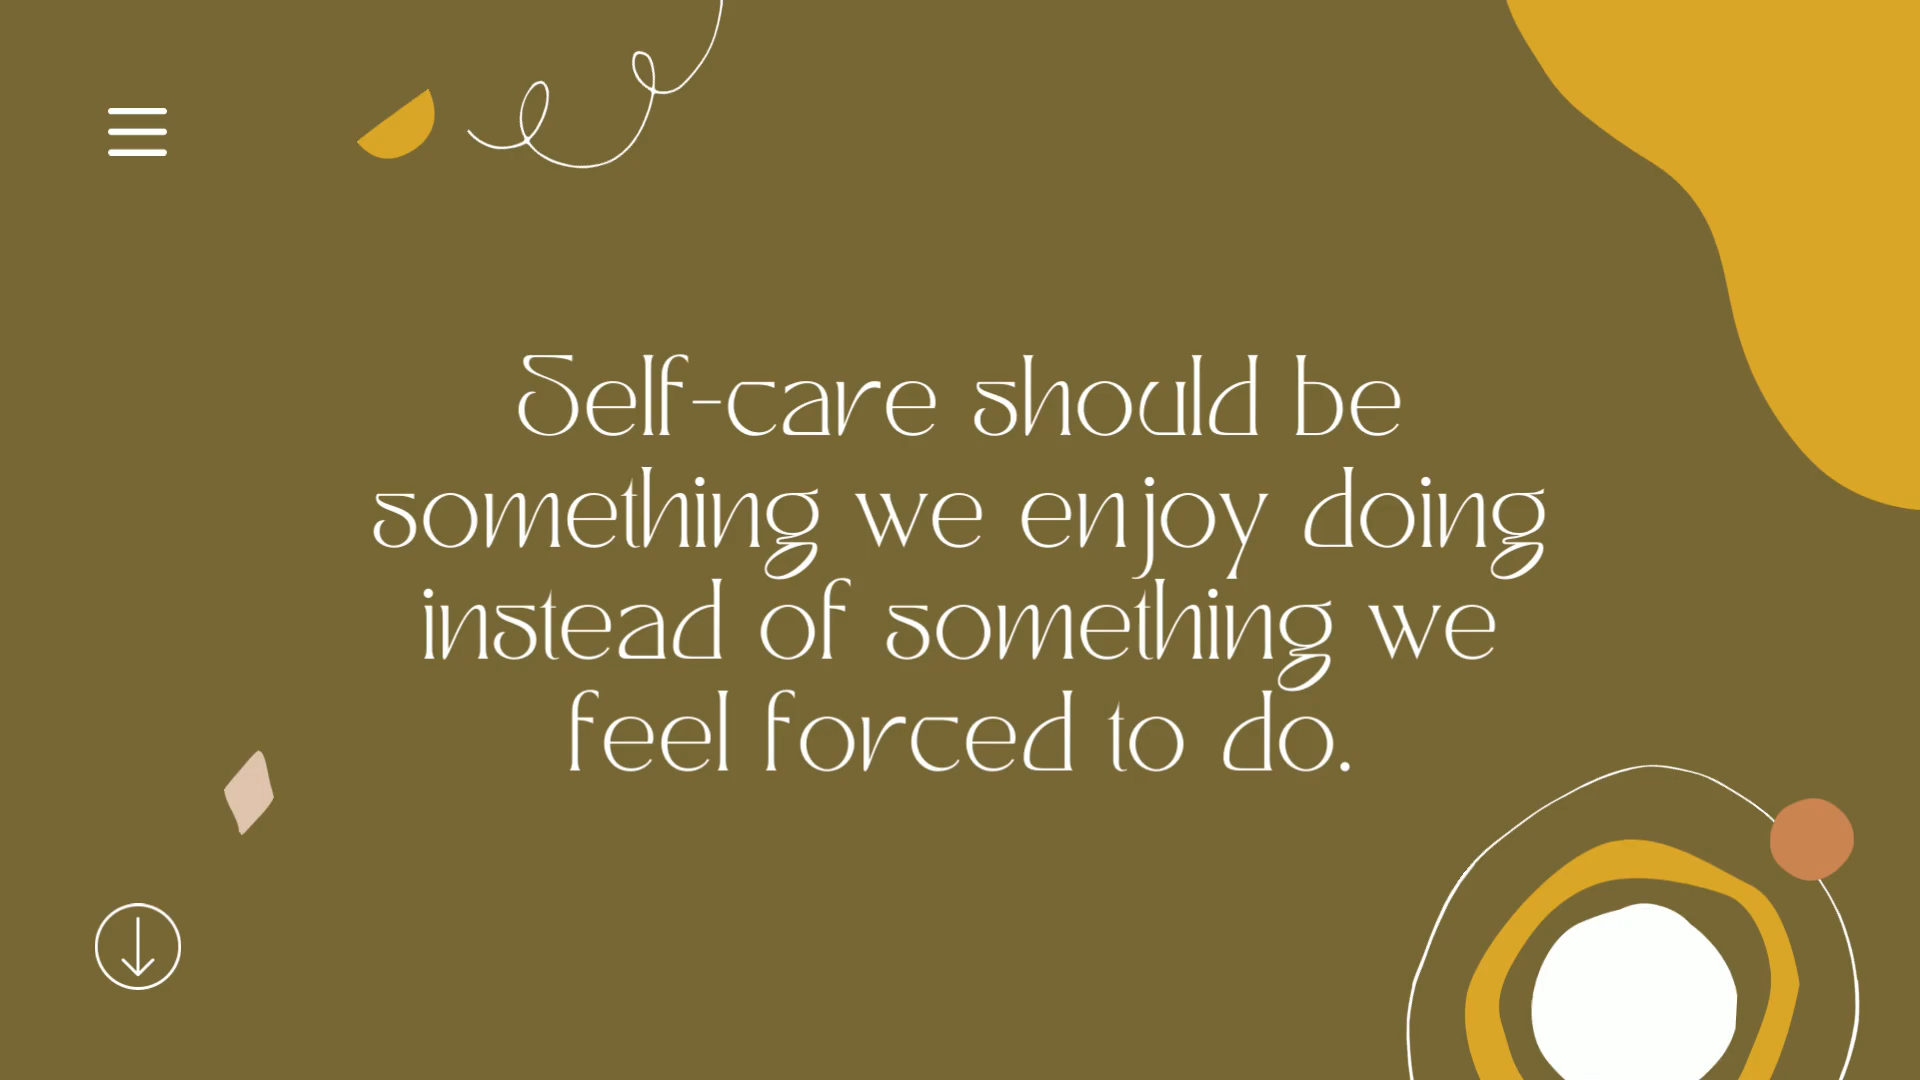 Self-care should be
something we enjoy doing
instead of something we
feel forced to do.